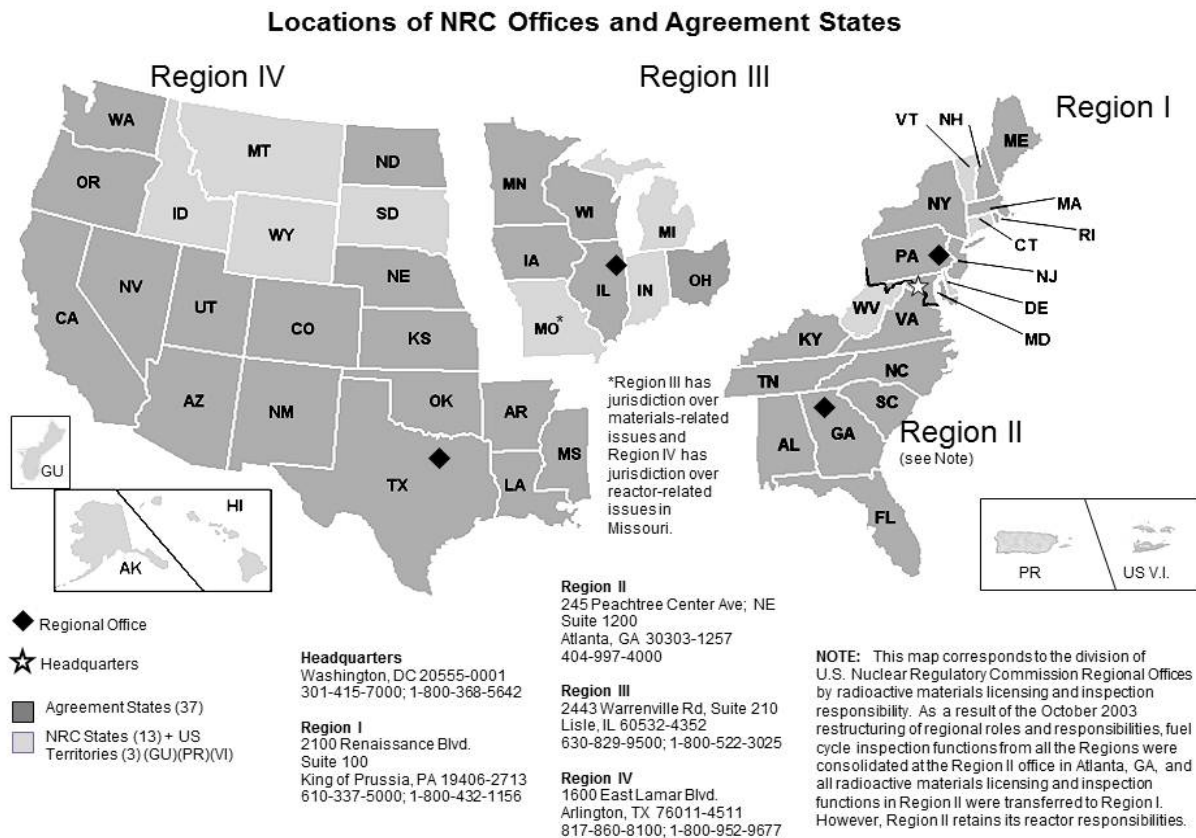 Locations of NRC Offices and Agreement States
Region IV
Region III
Region I
WA
MT
ND
OR
ID
SD
WY
NE
NV
UT
CA
CO
KS
AZ
NM
OK
AR
TX
LA
MS
GU
AK
HI
MN
WI
MI
IA
IL
IN
OH
MO*
*Region III has
jurisdiction over
materials-related
issues and
Region IV has
jurisdiction over
reactor-related
issues in
Missouri.
VT
NH
ME
NY
MA
RI
CT
PA
NJ
DE
MD
WV
VA
KY
TN
NC
SC
AL
GA
FL
Region II
(see Note)
PR
US V.I.
Regional Office
Headquarters
Agreement States (37)
NRC States (13) + US
Territories (3) (GU)(PR)(VI)
Headquarters
Washington, DC 20555-0001
301-415-7000; 1-800-368-5642
Region I
2100 Renaissance Blvd.
Suite 100
King of Prussia, PA 19406-2713
610-337-5000; 1-800-432-1156
Region II
245 Peachtree Center Ave; NE
Suite 1200
Atlanta, GA 30303-1257
404-997-4000
Region III
2443 Warrenville Rd, Suite 210
Lisle, IL 60532-4352
630-829-9500; 1-800-522-3025
Region IV
1600 East Lamar Blvd.
Arlington, TX 76011-4511
817-860-8100; 1-800-952-9677
NOTE: This map corresponds to the division of
U.S. Nuclear Regulatory Commission Regional Offices
by radioactive materials licensing and inspection
responsibility. As a result of the October 2003
restructuring of regional roles and responsibilities, fuel
cycle inspection functions from all the Regions were
consolidated at the Region II office in Atlanta, GA, and
all radioactive materials licensing and inspection
functions in Region II were transferred to Region I.
However, Region II retains its reactor responsibilities.